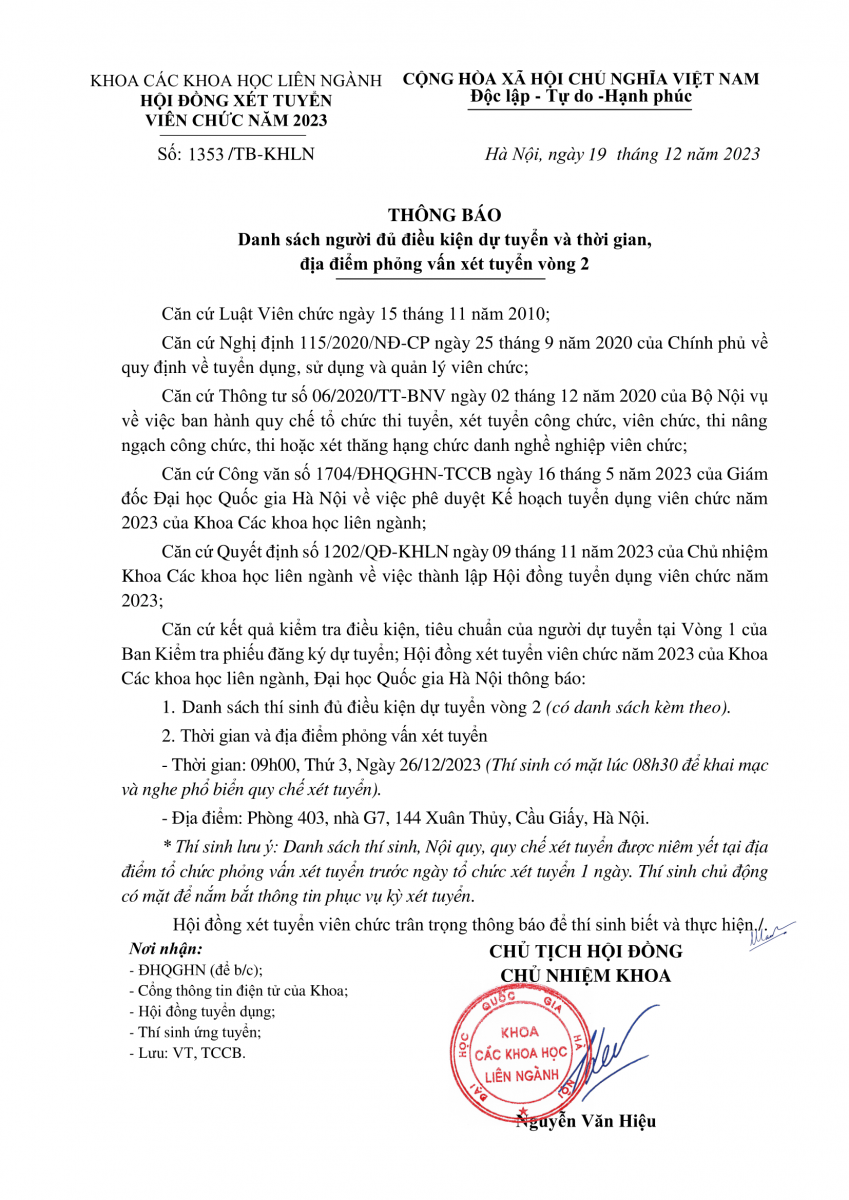 KHOA CÁC KHOA HỌC LIÊN NGÀNH
HỘI ĐỒNG XÉT TUYỂN
VIÊN CHỨC NĂM 2023
Số: 1353 /TB-KHLN
CỘNG HÒA XÃ HỘI CHỦ NGHĨA VIỆT NAM
Độc lập - Tự do -Hạnh phúc
Hà Nội, ngày 19 tháng 12 năm 2023
THÔNG BÁO
Danh sách người đủ điều kiện dự tuyển và thời gian,
địa điểm phỏng vấn xét tuyển vòng 2
Căn cứ Luật Viên chức ngày 15 tháng 11 năm 2010;
Căn cứ Nghị định 115/2020/NĐ-CP ngày 25 tháng 9 năm 2020 của Chính phủ về
quy định về tuyển dụng, sử dụng và quản lý viên chức;
Căn cứ Thông tư số 06/2020/TT-BNV ngày 02 tháng 12 năm 2020 của Bộ Nội vụ
về việc ban hành quy chế tổ chức thi tuyển, xét tuyển công chức, viên chức, thi nâng
ngạch công chức, thi hoặc xét thăng hạng chức danh nghề nghiệp viên chức;
Căn cứ Công văn số 1704/ĐHQGHN-TCCB ngày 16 tháng 5 năm 2023 của Giám
đốc Đại học Quốc gia Hà Nội về việc phê duyệt Kế hoạch tuyển dụng viên chức năm
2023 của Khoa Các khoa học liên ngành;
Căn cứ Quyết định số 1202/QĐ-KHLN ngày 09 tháng 11 năm 2023 của Chủ nhiệm
Khoa Các khoa học liên ngành về việc thành lập Hội đồng tuyển dụng viên chức năm
2023;
Căn cứ kết quả kiểm tra điều kiện, tiêu chuẩn của người dự tuyển tại Vòng 1 của
Ban Kiểm tra phiếu đăng ký dự tuyển; Hội đồng xét tuyển viên chức năm 2023 của Khoa
Các khoa học liên ngành, Đại học Quốc gia Hà Nội thông báo:
1. Danh sách thí sinh đủ điều kiện dự tuyển vòng 2 (có danh sách kèm theo).
2. Thời gian và địa điểm phỏng vấn xét tuyển
- Thời gian: 09h00, Thứ 3, Ngày 26/12/2023 (Thí sinh có mặt lúc 08h30 để khai mạc
và nghe phổ biến quy chế xét tuyển).
- Địa điểm: Phòng 403, nhà G7, 144 Xuân Thủy, Cầu Giấy, Hà Nội.
* Thí sinh lưu ý: Danh sách thí sinh, Nội quy, quy chế xét tuyển được niêm yết tại địa
điểm tổ chức phỏng vấn xét tuyển trước ngày tổ chức xét tuyển 1 ngày. Thí sinh chủ động
có mặt để nắm bắt thông tin phục vụ kỳ xét tuyển.
Hội đồng xét tuyển viên chức trân trọng thông báo để thí sinh biết và thực hiện./.
Nơi nhận:
- ĐHQGHN (để b/c);
- Cổng thông tin điện tử của Khoa;
- Hội đồng tuyển dụng;
- Thí sinh ứng tuyển;
- Lưu: VT, TCCB.
CHỦ TỊCH HỘI ĐỒNG
CHỦ NHIỆM KHOA
ĐẠI HỌC QUỐC GIA HÀ NỘI
KHOA
CÁC KHOA HỌC
LIÊN NGÀNH
Nguyễn Văn Hiệu